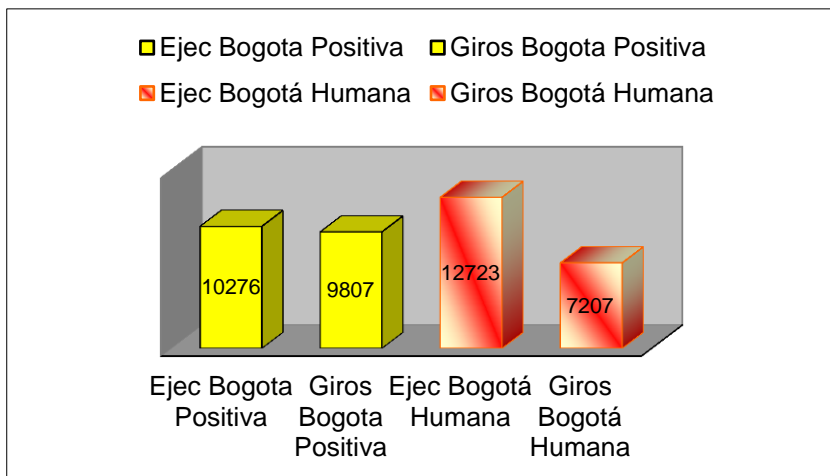 Ejec Bogota Positiva Giros Bogota Positiva
Ejec Bogotá Humana Giros Bogotá Humana
10276
9807
12723
7207
Ejec Bogota
Positiva
Giros
Bogota
Positiva
Ejec Bogotá
Humana
Giros
Bogotá
Humana